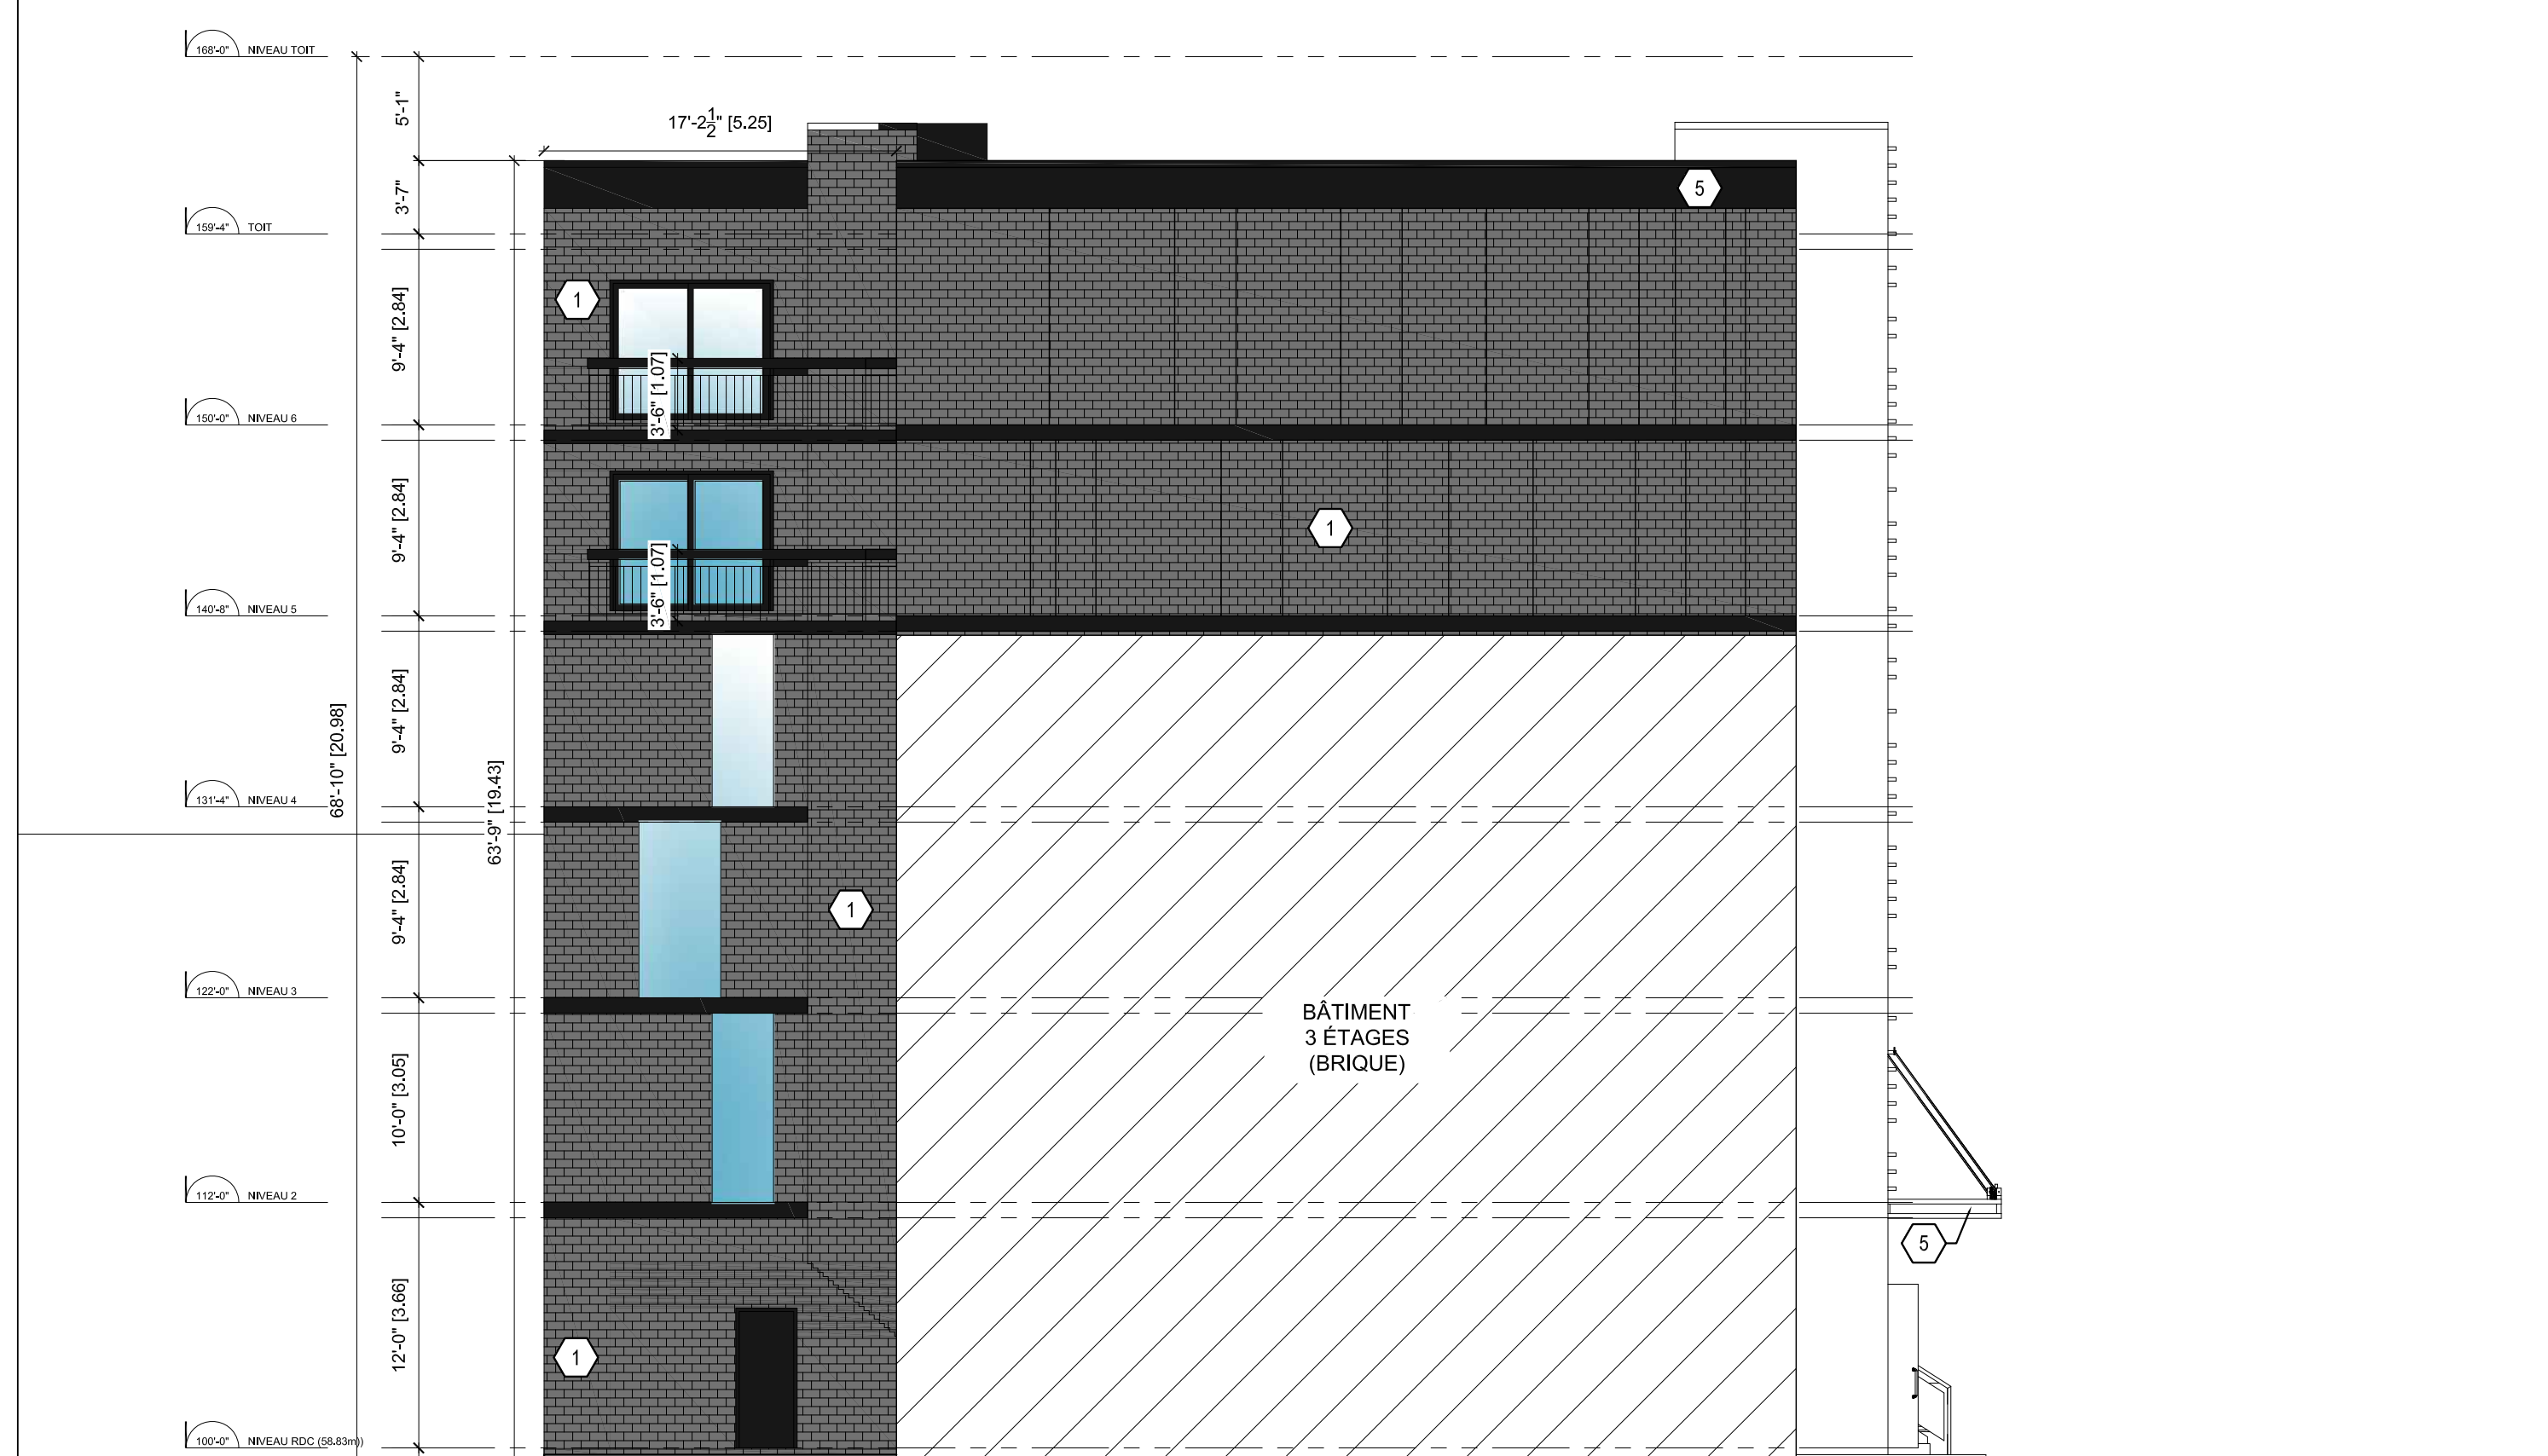 168'-0" NIVEAU TOIT
5'-1"
17'-2 1/2" [5.25]
3'-7"
5
159'-4" TOIT
1
9'-4" [2.84]
3'-6" [1.07]
150'-0" NIVEAU 6
9'-4" [2.84]
1
3'-6" [1.07]
140'-8" NIVEAU 5
9'-4" [2.84]
68'-10" [20.98]
63'-9" [19.43]
131'-4" NIVEAU 4
9'-4" [2.84]
1
122'-0" NIVEAU 3
BÂTIMENT
3 ÉTAGES
(BRIQUE)
10'-0" [3.05]
112'-0" NIVEAU 2
5
12'-0" [3.66]
1
100'-0" NIVEAU RDC (58.83m)